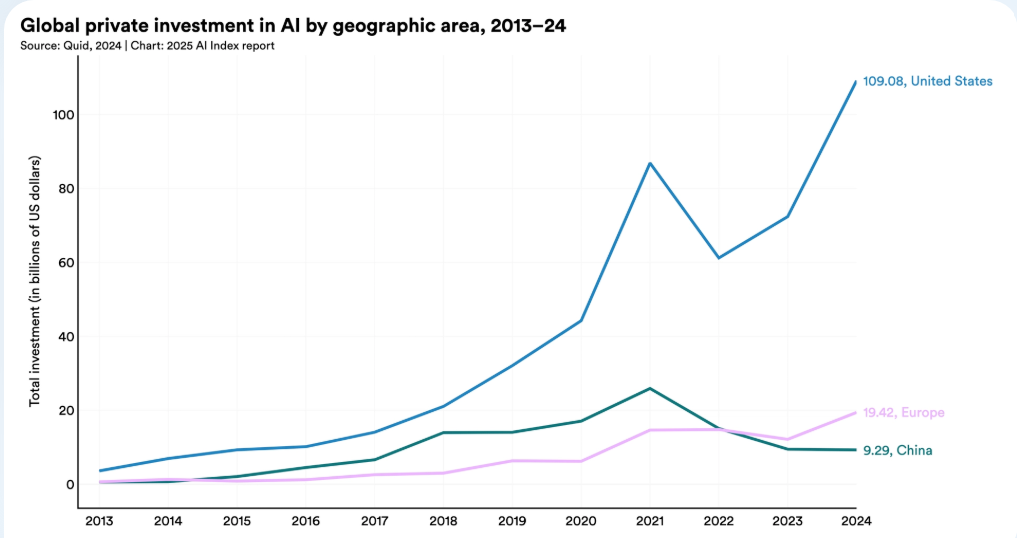 Global private investment in AI by geographic area, 2013–24
Source: Quid, 2024 | Chart: 2025 AI Index report
Total investment (in billions of US dollars)
100
80
60
40
20
0
109.08, United States
19.42, Europe
9.29, China
2013 2014 2015 2016 2017 2018 2019 2020 2021 2022 2023 2024